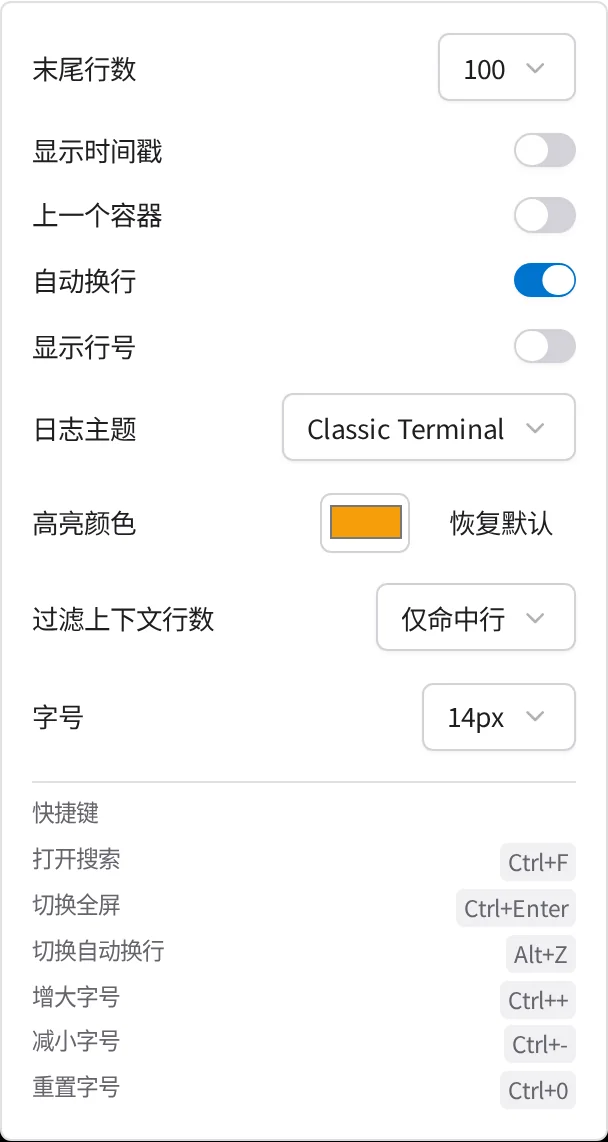 末尾行数 100
显示时间戳
上一个容器
自动换行
显示行号
日志主题 Classic Terminal
高亮颜色 恢复默认
过滤上下文行数 仅命中行
字号 14px
快捷键
打开搜索 Ctrl+F
切换全屏 Ctrl+Enter
切换自动换行 Alt+Z
增大字号 Ctrl++
减小字号 Ctrl+-
重置字号 Ctrl+0